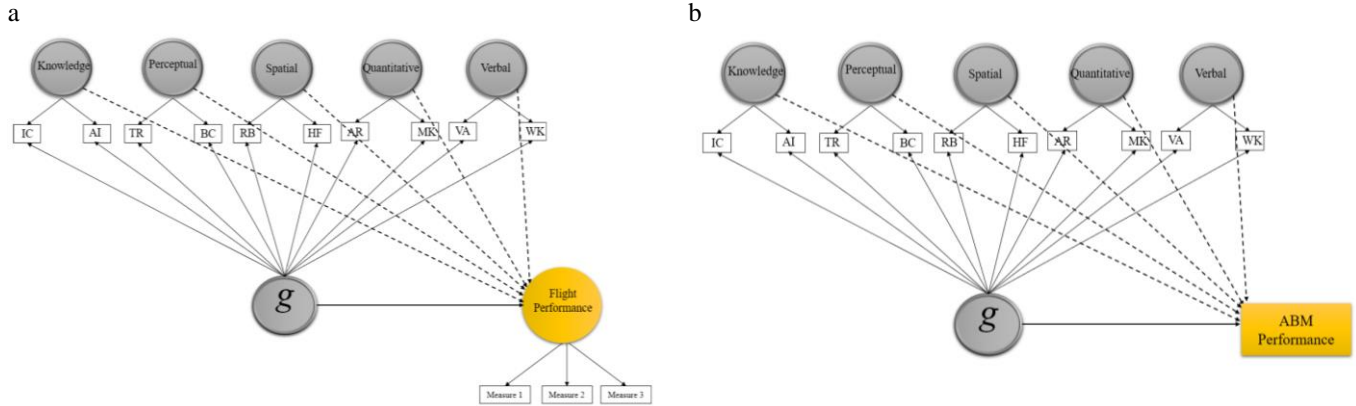 a
Knowledge
Perceptual
Spatial
Quantitative
Verbal
IC
AI
TR
BC
RB
HF
AR
MK
VA
WK
g
Flight
Performance
Measure 1
Measure 2
Measure 3
b
Knowledge
Perceptual
Spatial
Quantitative
Verbal
IC
AI
TR
BC
RB
HF
AR
MK
VA
WK
g
ABM
Performance